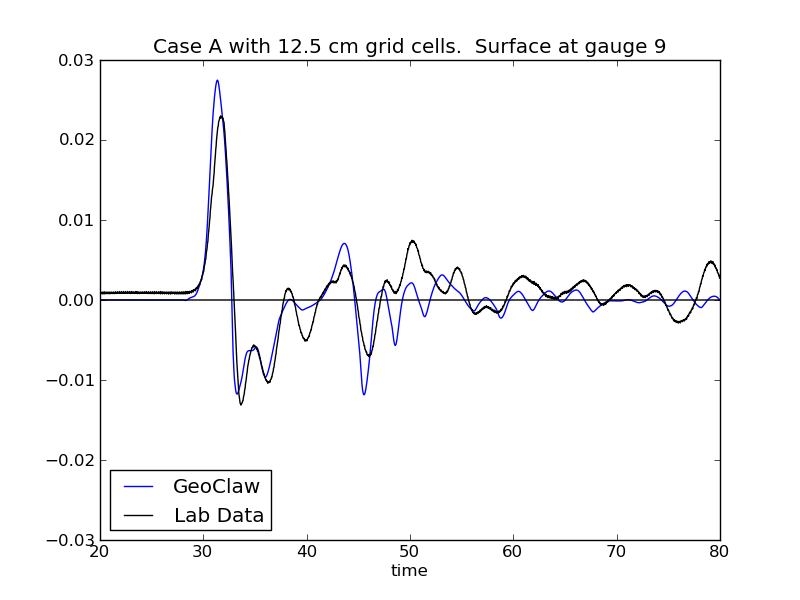 Case A with 12.5 cm grid cells.  Surface at gauge 9
0.03
0.02
0.01
0.00
−0.01
−0.02
−0.03
GeoClaw
Lab Data
20 30 40 50 60 70 80
time